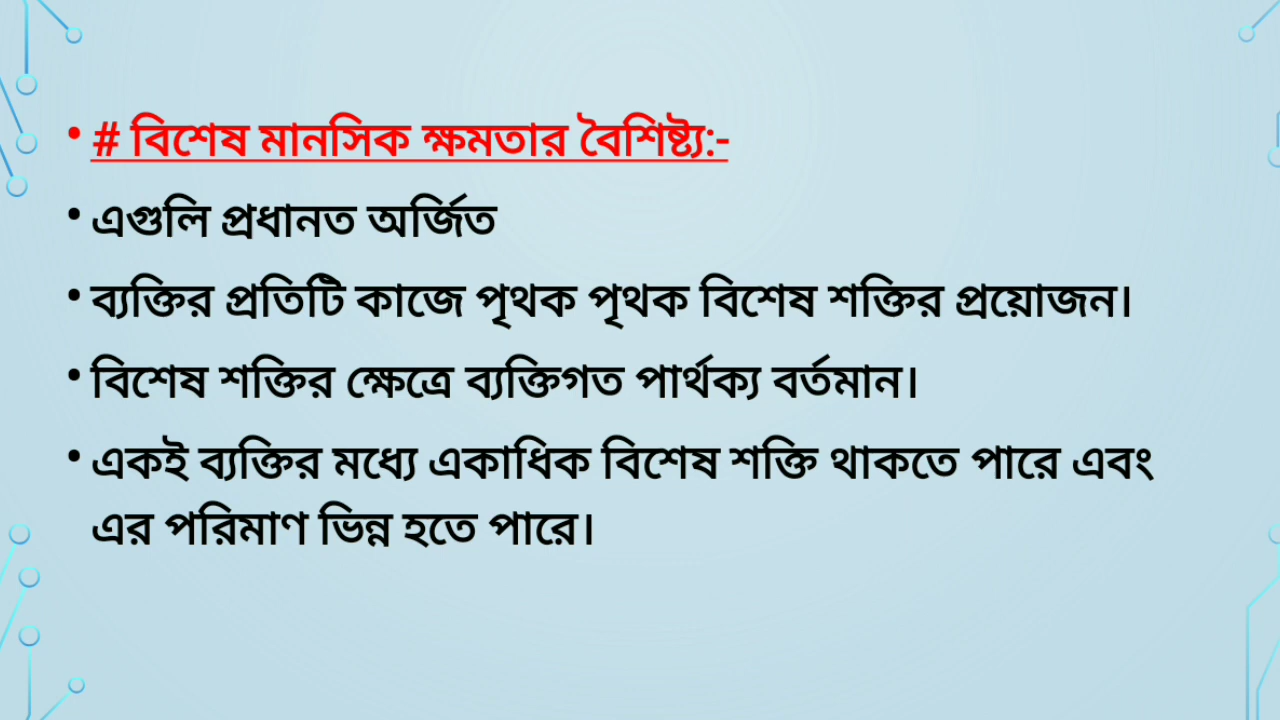 • # বিশেষ মানসিক ক্ষমতার বৈশিষ্ট্য:-
• এগুলি প্রধানত অর্জিত
• ব্যক্তির প্রতিটি কাজে পৃথক পৃথক বিশেষ শক্তির প্রয়োজন।
• বিশেষ শক্তির ক্ষেত্রে ব্যক্তিগত পার্থক্য বর্তমান।
• একই ব্যক্তির মধ্যে একাধিক বিশেষ শক্তি থাকতে পারে এবং
এর পরিমাণ ভিন্ন হতে পারে।